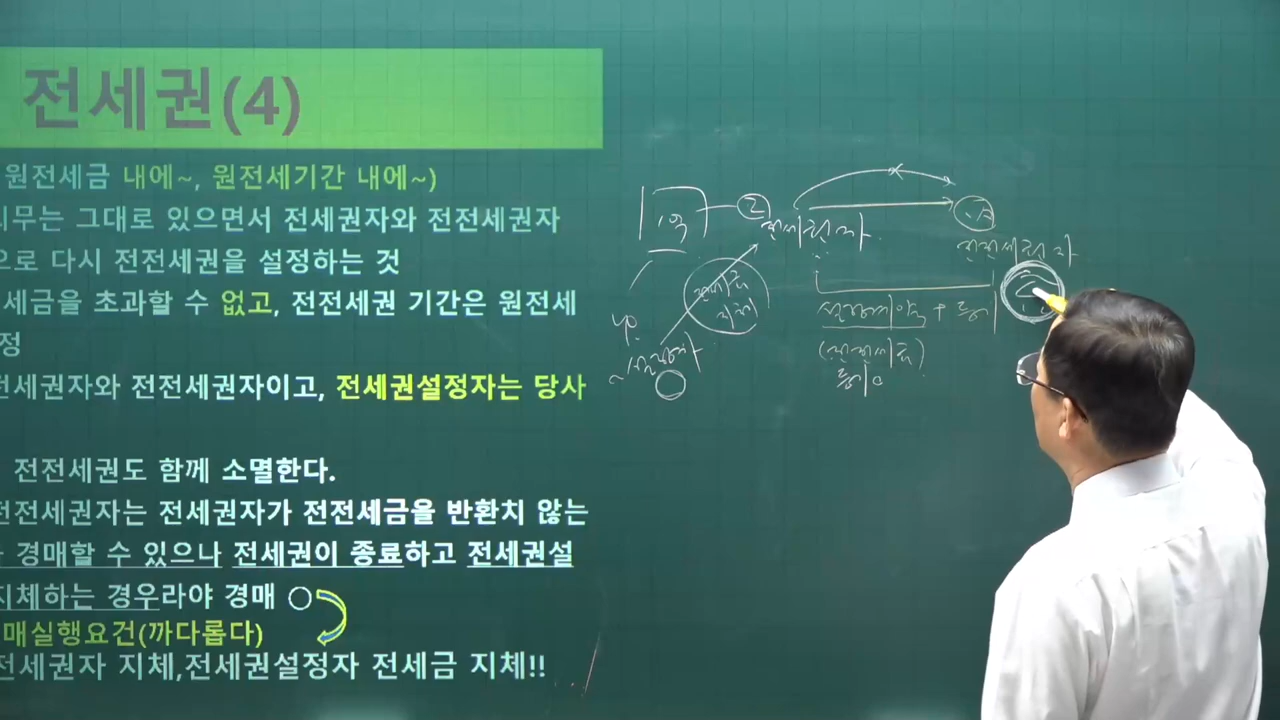 전세권(4)
원전세금 내에~, 원전세기간 내에~)
의무는 그대로 있으면서 전세권자와 전전세권자
으로 다시 전전세권을 설정하는 것
세금을 초과할 수 없고, 전전세권 기간은 원전세
정
전세권자와 전전세권자이고, 전세권설정자는 당사
전전세권도 함께 소멸한다.
전전세권자는 전세권자가 전전세금을 반환치 않는
경매할 수 있으나 전세권이 종료하고 전세권설
지체하는 경우라야 경매 ○
매실행요건(까다롭다)
전세권자 지체,전세권설정자 전세금 지체!!
1억
②
전세권자
전전세권자